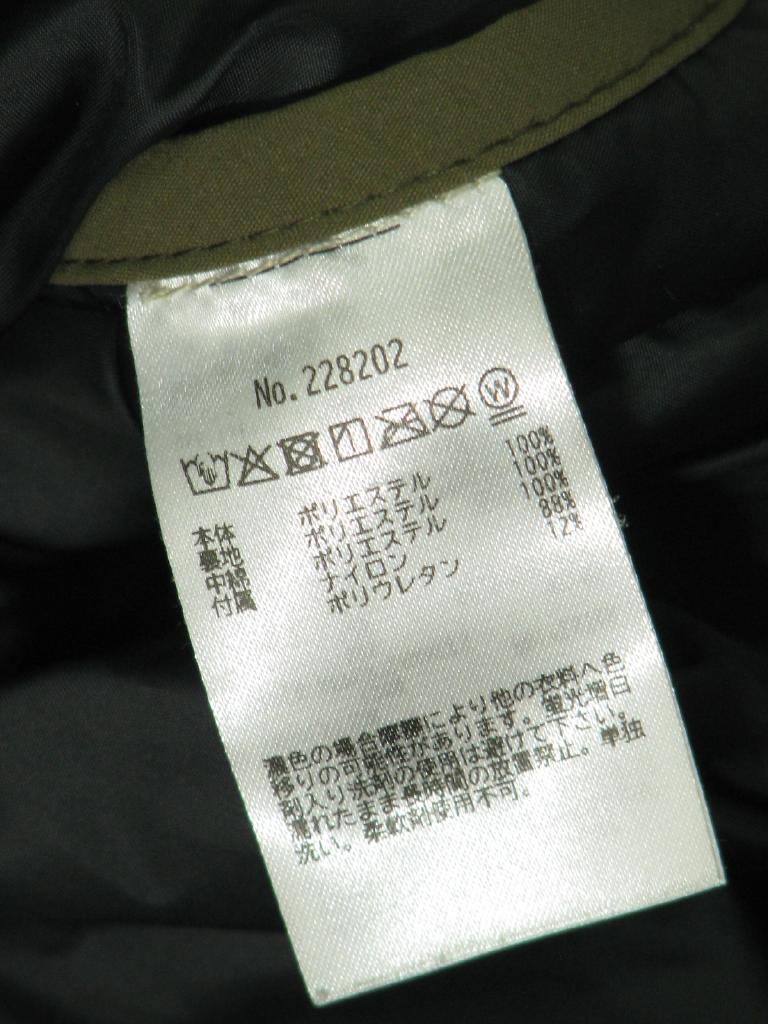 No.228202
W
本体 ポリエステル 100%
裏地 ポリエステル 100%
中綿 ポリエステル 100%
付属 ナイロン 88%
ポリウレタン 12%
濃色の場合摩擦により他の衣料へ色
移りの可能性があります。蛍光増白
剤入り洗剤の使用は避けて下さい。
濡れたまま長時間の放置禁止。単独
洗い。柔軟剤使用不可。